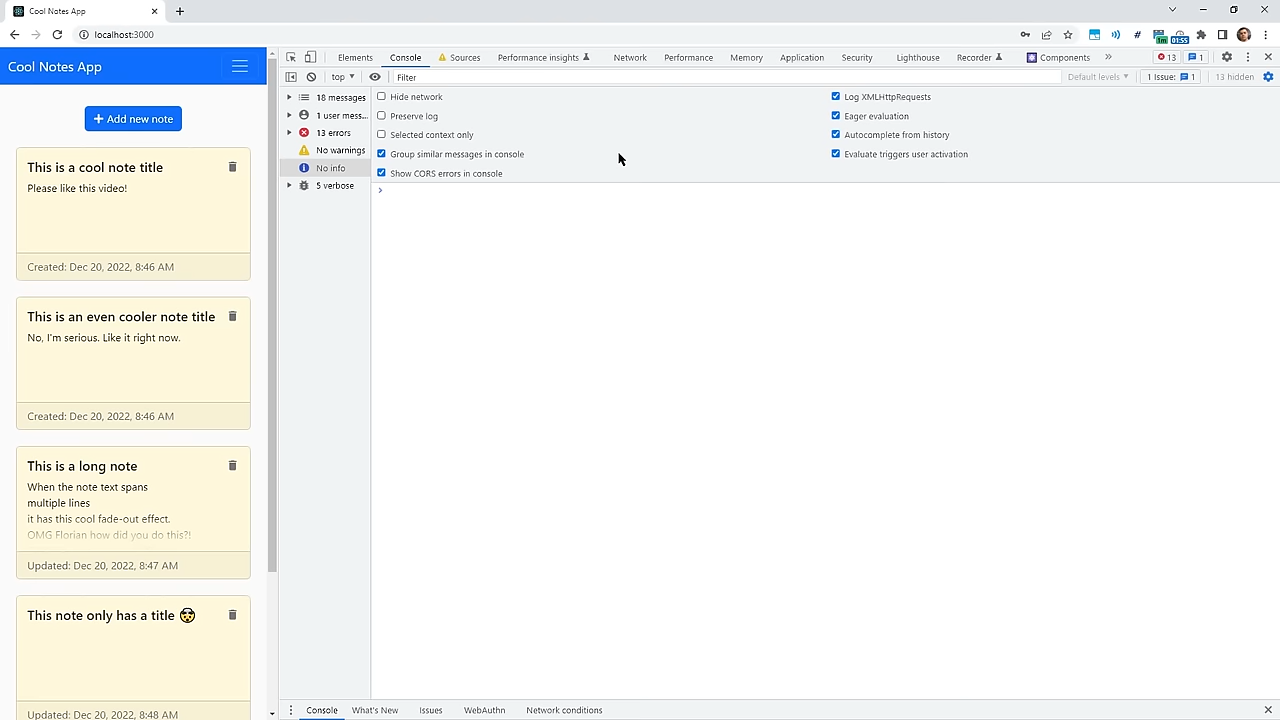 Cool Notes App
localhost:3000
1m
01:55
Cool Notes App
Add new note
This is a cool note title
Please like this video!
Created: Dec 20, 2022, 8:46 AM
This is an even cooler note title
No, I'm serious. Like it right now.
Created: Dec 20, 2022, 8:46 AM
This is a long note
When the note text spans
multiple lines
it has this cool fade-out effect.
OMG Florian how did you do this?!
Updated: Dec 20, 2022, 8:47 AM
This note only has a title
Updated: Dec 20, 2022, 8:48 AM
Elements Console Performance insights Network Performance Memory Application Security Lighthouse Recorder Components » 13 1
top Filter Default levels 1 Issue: 1 13 hidden
18 messages
1 user mess...
13 errors
No warnings
No info
5 verbose
Hide network Log XMLHttpRequests
Preserve log Eager evaluation
Selected context only Autocomplete from history
Group similar messages in console Evaluate triggers user activation
Show CORS errors in console
Console What's New Issues WebAuthn Network conditions